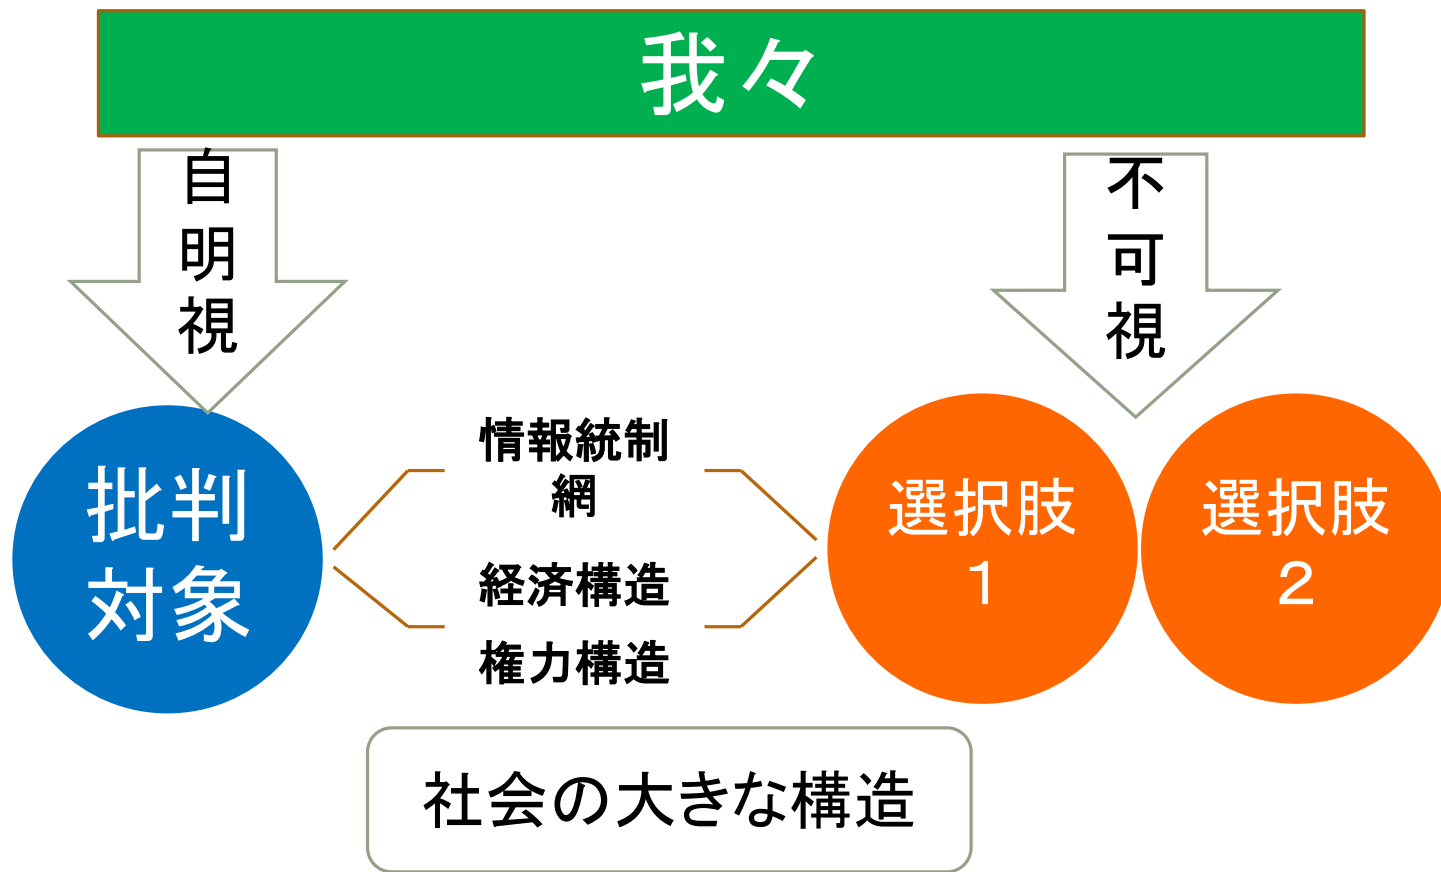 我々
自
明
視
不
可
視
批判
対象
情報統制
網
経済構造
権力構造
選択肢
１
選択肢
２
社会の大きな構造